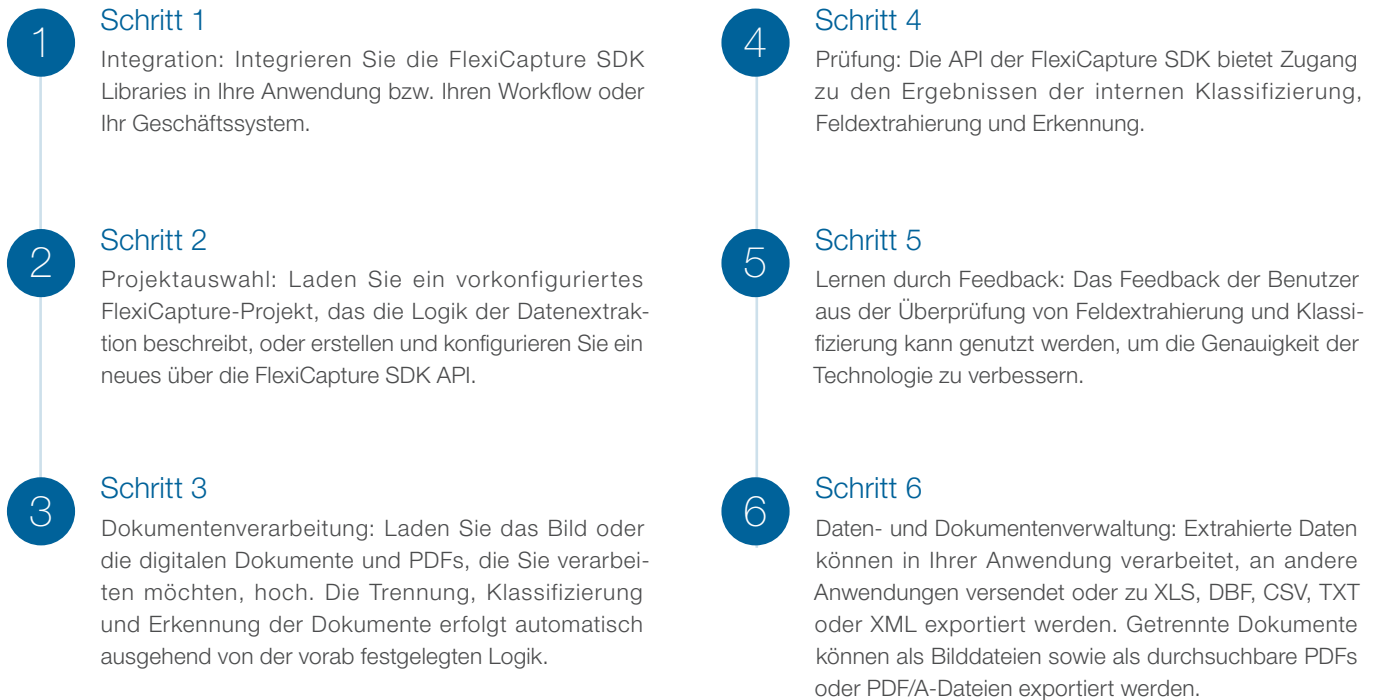 1
Schritt 1
Integration: Integrieren Sie die FlexiCapture SDK
Libraries in Ihre Anwendung bzw. Ihren Workflow oder
Ihr Geschäftssystem.
2
Schritt 2
Projektauswahl: Laden Sie ein vorkonfiguriertes
FlexiCapture-Projekt, das die Logik der Datenextrak-
tion beschreibt, oder erstellen und konfigurieren Sie ein
neues über die FlexiCapture SDK API.
3
Schritt 3
Dokumentenverarbeitung: Laden Sie das Bild oder
die digitalen Dokumente und PDFs, die Sie verarbei-
ten möchten, hoch. Die Trennung, Klassifizierung
und Erkennung der Dokumente erfolgt automatisch
ausgehend von der vorab festgelegten Logik.
4
Schritt 4
Prüfung: Die API der FlexiCapture SDK bietet Zugang
zu den Ergebnissen der internen Klassifizierung,
Feldextrahierung und Erkennung.
5
Schritt 5
Lernen durch Feedback: Das Feedback der Benutzer
aus der Überprüfung von Feldextrahierung und Klassi-
fizierung kann genutzt werden, um die Genauigkeit der
Technologie zu verbessern.
6
Schritt 6
Daten- und Dokumentenverwaltung: Extrahierte Daten
können in Ihrer Anwendung verarbeitet, an andere
Anwendungen versendet oder zu XLS, DBF, CSV, TXT
oder XML exportiert werden. Getrennte Dokumente
können als Bilddateien sowie als durchsuchbare PDFs
oder PDF/A-Dateien exportiert werden.